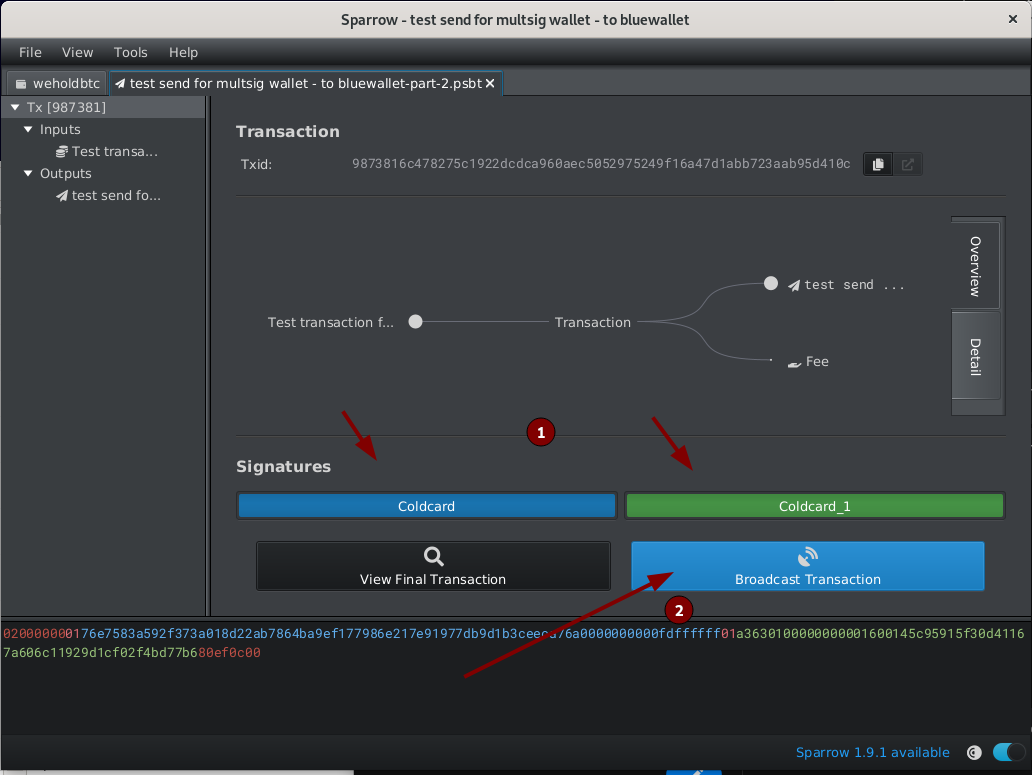 Sparrow - test send for multsig wallet - to bluewallet
File View Tools Help
weholdbtc test send for multsig wallet - to bluewallet-part-2.psbt
Tx [987381]
Inputs
Test transa...
Outputs
test send fo...
Transaction
Txid: 9873816c478275c1922dcdca960aec5052975249f16a47d1abb723aab95d410c
Overview
test send ...
Test transaction f... Transaction
Detail
Fee
1
Signatures
Coldcard Coldcard_1
View Final Transaction Broadcast Transaction
2
020000000176e7583a592f373a018d22ab7864ba9ef177986e217e91977db9d1b3ceeca76a0000000000fdffffff01a3630100000000001600145c95915f30d4116
7a606c11929d1cf02f4bd77b680ef0c00
Sparrow 1.9.1 available